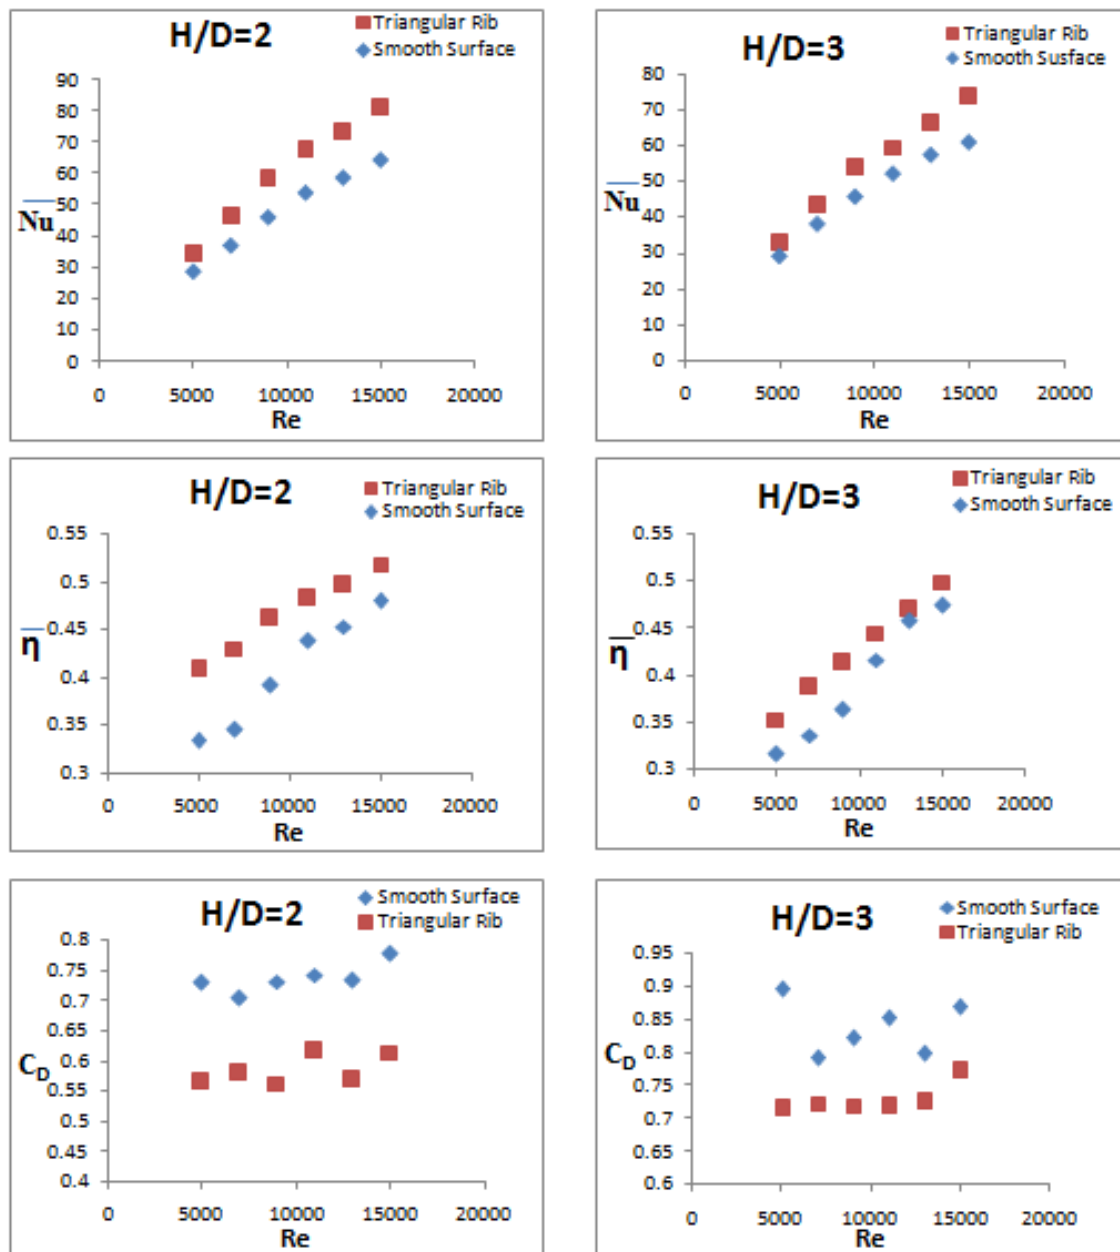 H/D=2
Triangular Rib
Smooth Surface
90
80
70
60
50
40
30
20
10
0
Nu
0 5000 10000 15000 20000
Re
H/D=3
Triangular Rib
Smooth Susface
80
70
60
50
40
30
20
10
0
Nu
0 5000 10000 15000 20000
Re
H/D=2
Triangular Rib
Smooth Surface
0.55
0.5
0.45
0.4
0.35
0.3
η
0 5000 10000 15000 20000
Re
H/D=3
Triangular Rib
Smooth Surface
0.55
0.5
0.45
0.4
0.35
0.3
η
0 5000 10000 15000 20000
Re
H/D=2
Smooth Surface
Triangular Rib
0.8
0.75
0.7
0.65
0.6
0.55
0.5
0.45
0.4
CD
0 5000 10000 15000 20000
Re
H/D=3
Smooth Surface
Triangular Rib
0.95
0.9
0.85
0.8
0.75
0.7
0.65
0.6
CD
0 5000 10000 15000 20000
Re